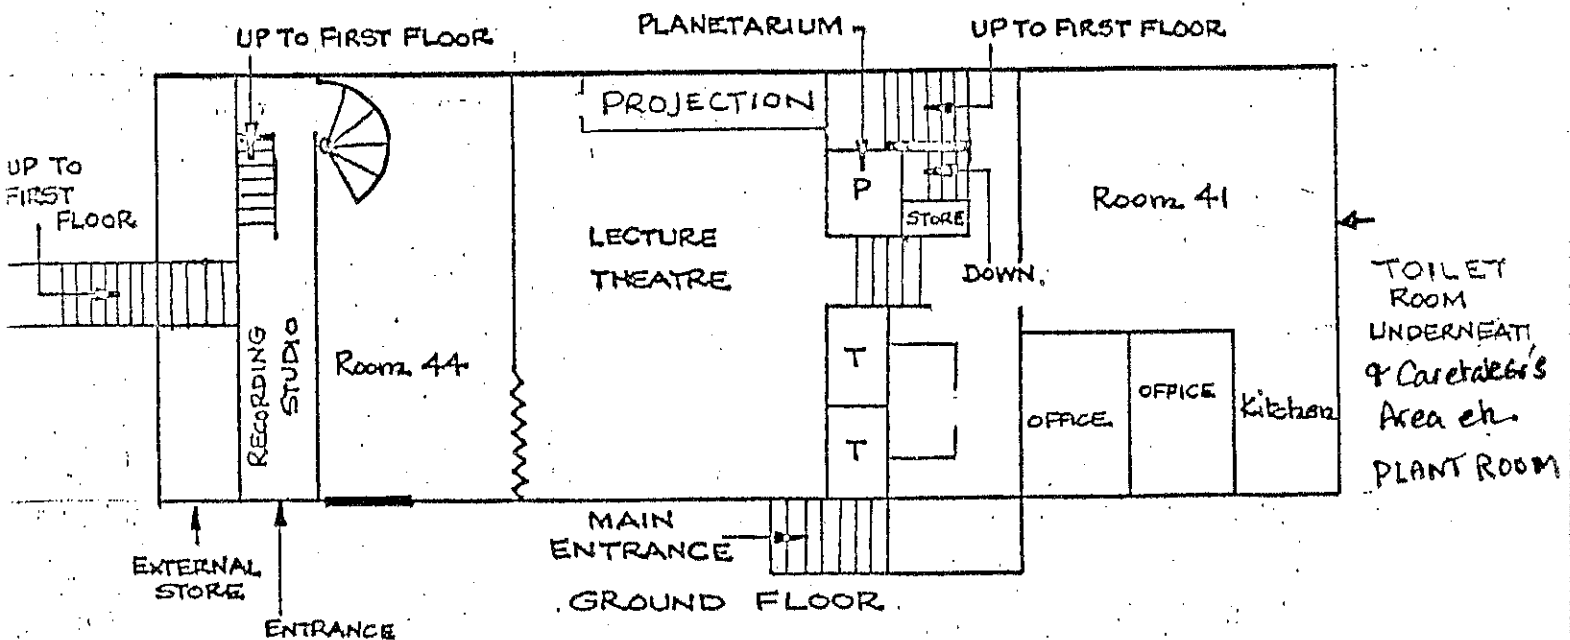 UP TO FIRST FLOOR
PLANETARIUM
UP TO FIRST FLOOR
PROJECTION
UP TO
FIRST
FLOOR
P
STORE
Room 41
LECTURE
THEATRE
DOWN.
TOILET
ROOM
UNDERNEATH
& Caretaker's
Area etc.
PLANT ROOM
RECORDING
STUDIO
Room 44
T
T
OFFICE
OFFICE
Kitchen
MAIN
ENTRANCE
EXTERNAL
STORE
ENTRANCE
GROUND FLOOR